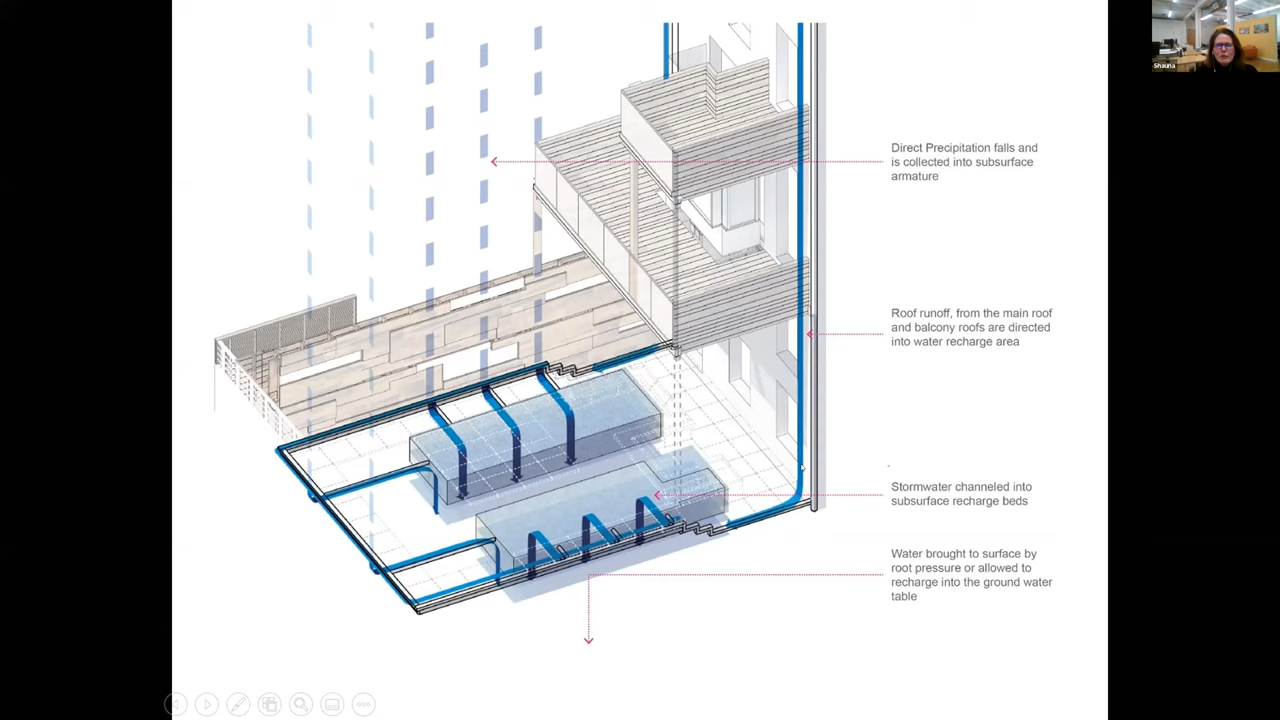 Shauna
Direct Precipitation falls and
is collected into subsurface
armature
Roof runoff, from the main roof
and balcony roofs are directed
into water recharge area
Stormwater channeled into
subsurface recharge beds
Water brought to surface by
root pressure or allowed to
recharge into the ground water
table